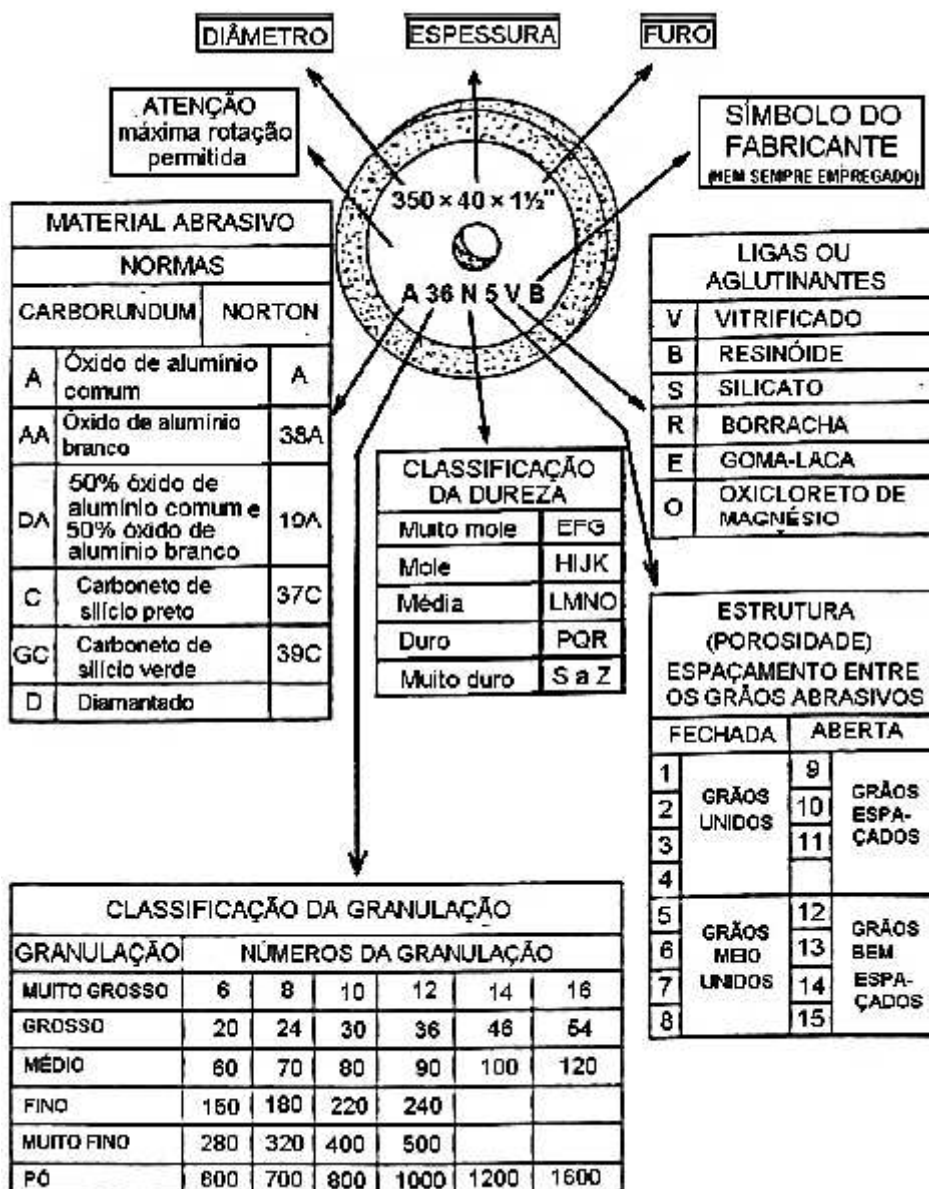 DIÂMETRO
ESPESSURA
FURO
ATENÇÃO
máxima rotação
permitida
SÍMBOLO DO
FABRICANTE
(NEM SEMPRE EMPREGADO)
350 × 40 × 1½"
A 36 N 5 V B
MATERIAL ABRASIVO
NORMAS
CARBORUNDUM NORTON
A Óxido de alumínio comum A
AA Óxido de alumínio branco 38A
DA 50% óxido de
alumínio comum e
50% óxido de
alumínio branco 19A
C Carboneto de
silício preto 37C
GC Carboneto de
silício verde 39C
D Diamantado
CLASSIFICAÇÃO
DA DUREZA
Muito mole EFG
Mole HIJK
Média LMNO
Duro PQR
Muito duro S a Z
LIGAS OU
AGLUTINANTES
V VITRIFICADO
B RESINÓIDE
S SILICATO
R BORRACHA
E GOMA-LACA
O OXICLORETO DE
MAGNÉSIO
ESTRUTURA
(POROSIDADE)
ESPAÇAMENTO ENTRE
OS GRÃOS ABRASIVOS
FECHADA ABERTA
1
2
3
4
GRÃOS
UNIDOS
9
10
11
GRÃOS
ESPA-
ÇADOS
5
6
7
8
GRÃOS
MEIO
UNIDOS
12
13
14
15
GRÃOS
BEM
ESPA-
ÇADOS
CLASSIFICAÇÃO DA GRANULAÇÃO
GRANULAÇÃO NÚMEROS DA GRANULAÇÃO
MUITO GROSSO 6 8 10 12 14 16
GROSSO 20 24 30 36 46 54
MÉDIO 60 70 80 90 100 120
FINO 150 180 220 240
MUITO FINO 280 320 400 500
PÓ 600 700 800 1000 1200 1600